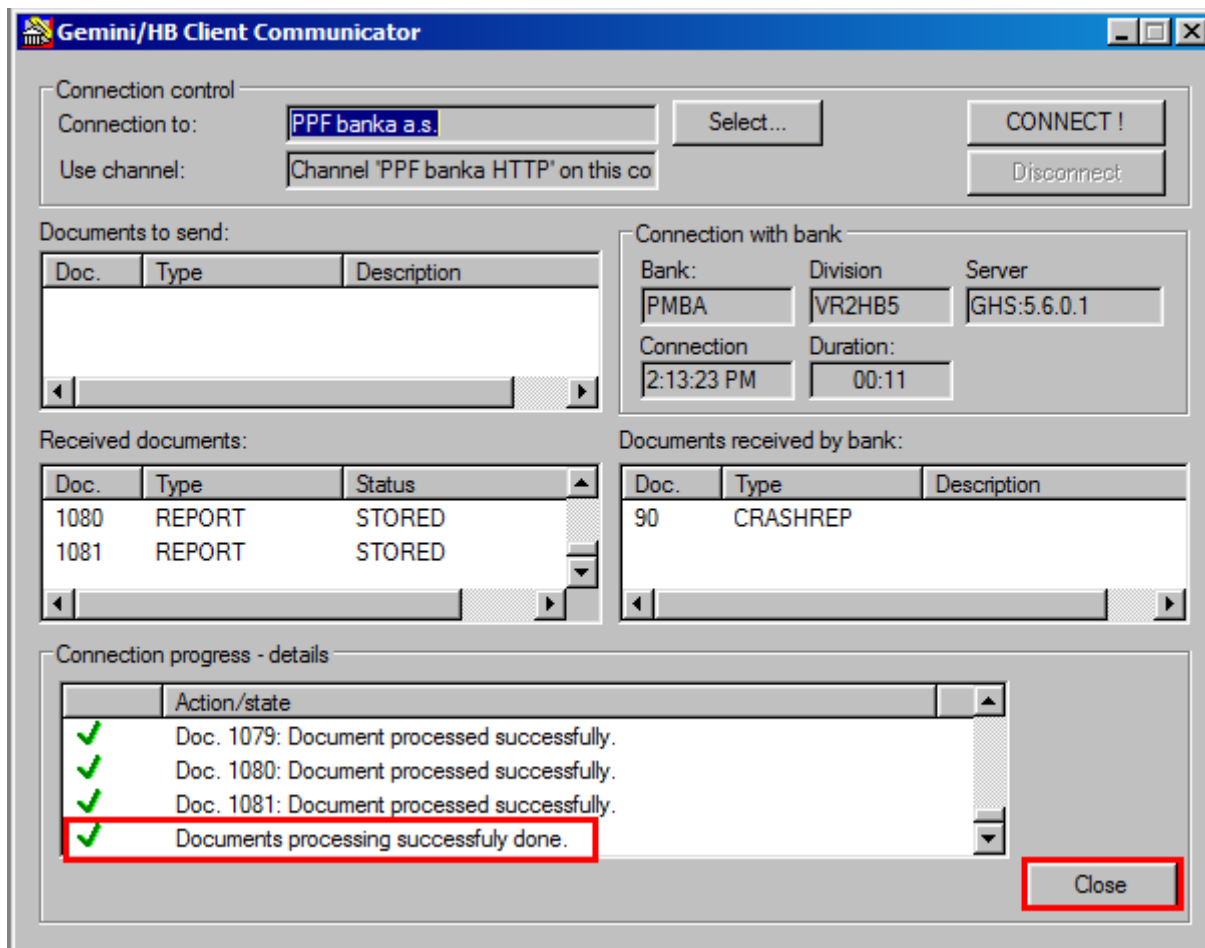 Gemini/HB Client Communicator
Connection control
Connection to: PPF banka a.s. Select... CONNECT !
Use channel: Channel 'PPF banka HTTP' on this co Disconnect
Documents to send:
Doc. Type Description
Connection with bank
Bank: Division Server
PMBA VR2HB5 GHS:5.6.0.1
Connection Duration:
2:13:23 PM 00:11
Received documents:
Doc. Type Status
1080 REPORT STORED
1081 REPORT STORED
Documents received by bank:
Doc. Type Description
90 CRASHREP
Connection progress - details
Action/state
Doc. 1079: Document processed successfully.
Doc. 1080: Document processed successfully.
Doc. 1081: Document processed successfully.
Documents processing successfuly done.
Close